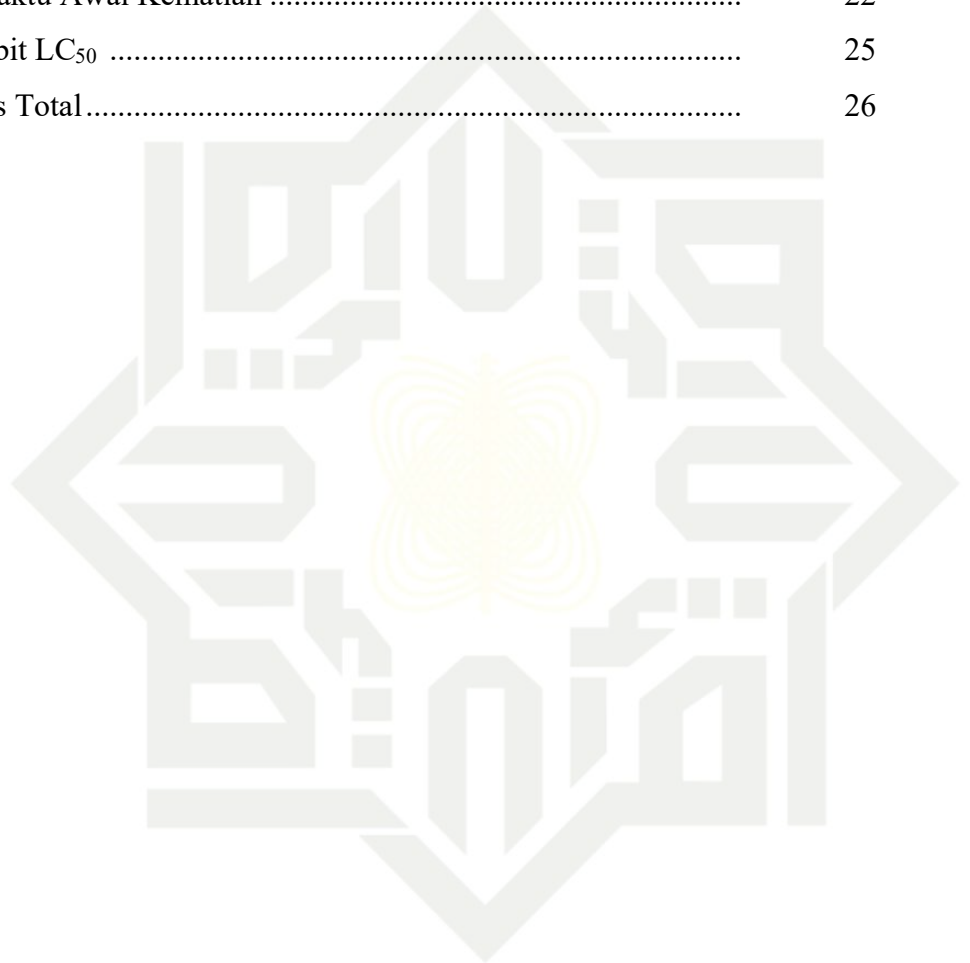 aktu Awal Kematian .......................................................... 22
bit LC₅₀ .............................................................................. 25
s Total................................................................................. 26